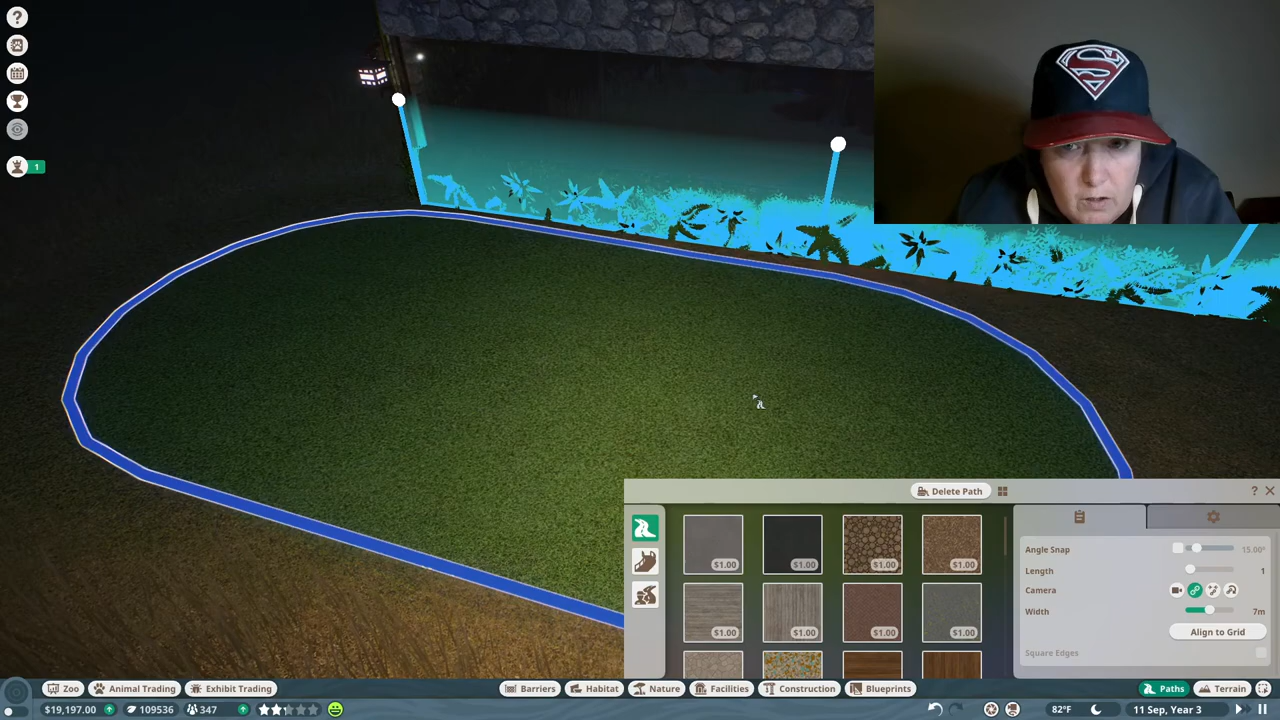 ?
1
Delete Path
?
$1.00 $1.00 $1.00 $1.00
Angle Snap 15.00°
Length 1
Camera
$1.00 $1.00 $1.00 $1.00
Width 7m
Align to Grid
Square Edges
Zoo Animal Trading Exhibit Trading Barriers Habitat Nature Facilities Construction Blueprints Paths Terrain
$19,197.00 109536 347 82°F 11 Sep, Year 3